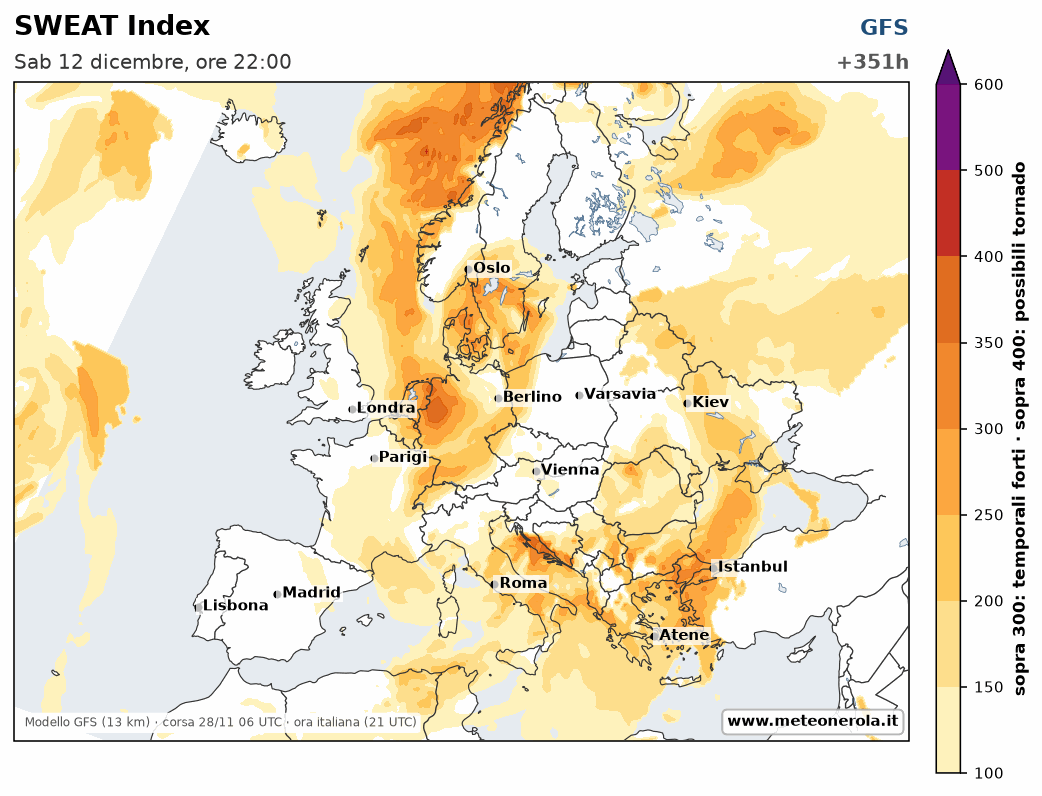 SWEAT Index
GFS
Sab 12 dicembre, ore 22:00
+351h
600
500
400
350
300
250
200
150
100
sopra 300: temporali forti · sopra 400: possibili tornado
Oslo
Londra
Berlino
Varsavia
Kiev
Parigi
Vienna
Istanbul
Roma
Madrid
Lisbona
Atene
Modello GFS (13 km) · corsa 28/11 06 UTC · ora italiana (21 UTC)
www.meteonerola.it